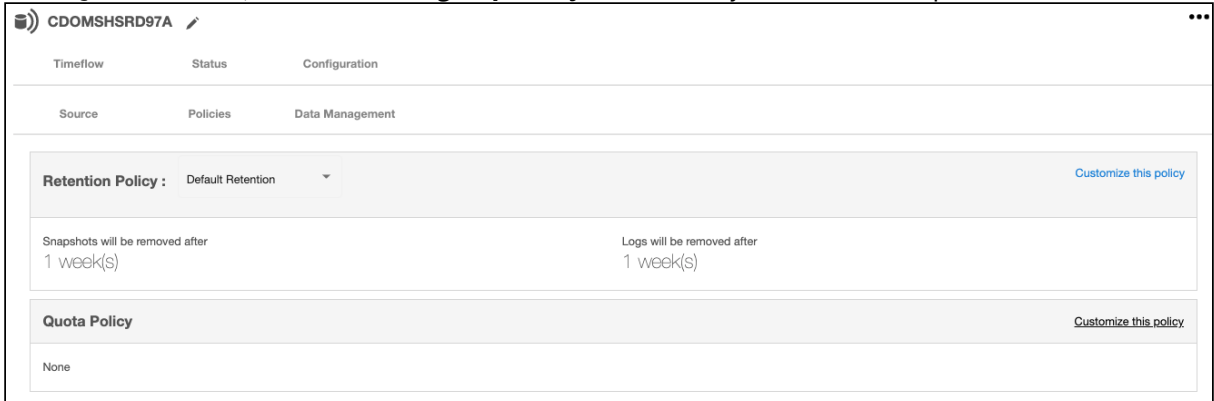 CDOMSHSRD97A
Timeflow Status Configuration
Source Policies Data Management
Retention Policy : Default Retention Customize this policy
Snapshots will be removed after Logs will be removed after
1 week(s) 1 week(s)
Quota Policy Customize this policy
None